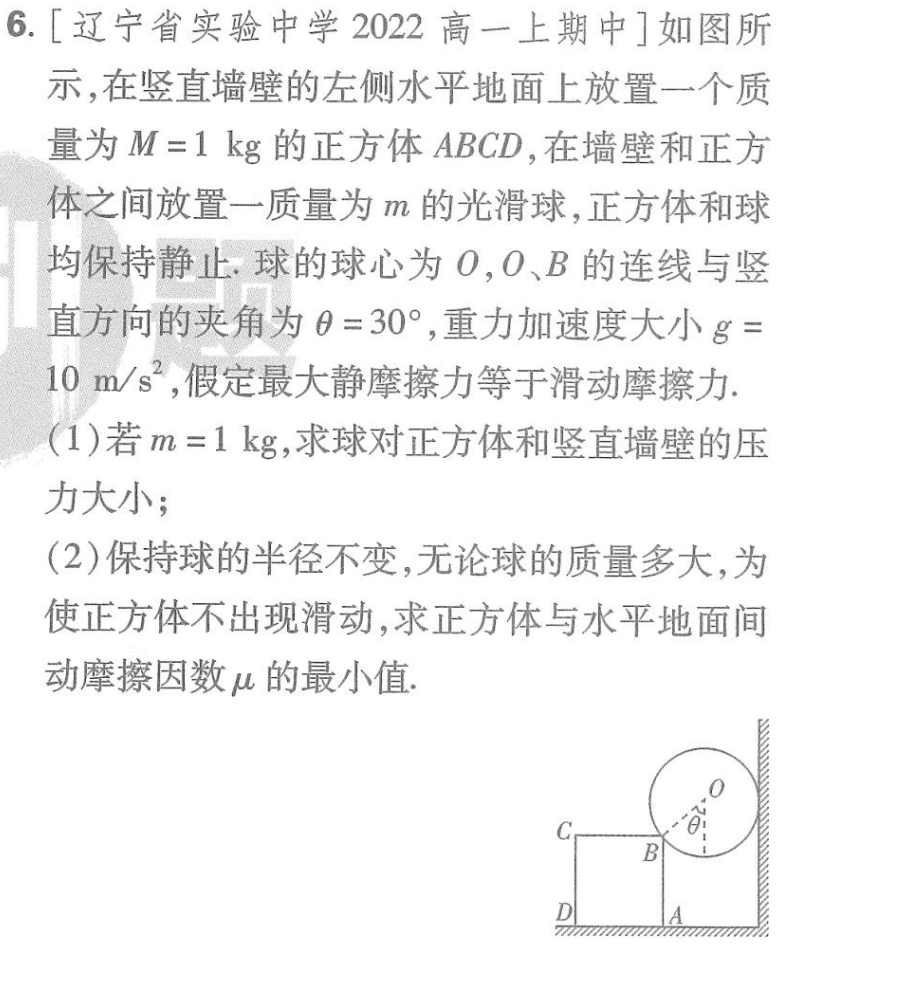 6. [辽宁省实验中学 2022 高一上期中]如图所
示,在竖直墙壁的左侧水平地面上放置一个质
量为 M=1 kg 的正方体 ABCD,在墙壁和正方
体之间放置一质量为 m 的光滑球,正方体和球
均保持静止. 球的球心为 O,O、B 的连线与竖
直方向的夹角为 θ=30°,重力加速度大小 g=
10 m/s²,假定最大静摩擦力等于滑动摩擦力.
(1)若 m=1 kg,求球对正方体和竖直墙壁的压
力大小;
(2)保持球的半径不变,无论球的质量多大,为
使正方体不出现滑动,求正方体与水平地面间
动摩擦因数 μ 的最小值.
O
θ
C
B
D
A